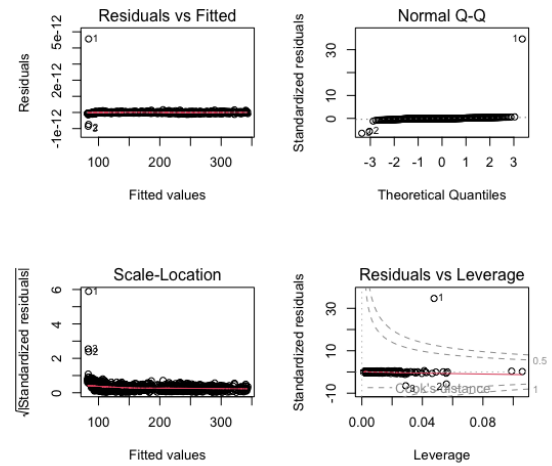 Residuals vs Fitted
Residuals
5e-12
2e-12
-1e-12
1
2
100
200
300
Fitted values
Normal Q-Q
Standardized residuals
30
10
0
1
2
-3 -2 -1 0 1 2 3
Theoretical Quantiles
Scale-Location
√|Standardized residuals|
6
4
2
0
1
2
100
200
300
Fitted values
Residuals vs Leverage
Standardized residuals
30
10
-10
1
0.5
1
Cook's distance
3
2
0.00
0.04
0.08
Leverage